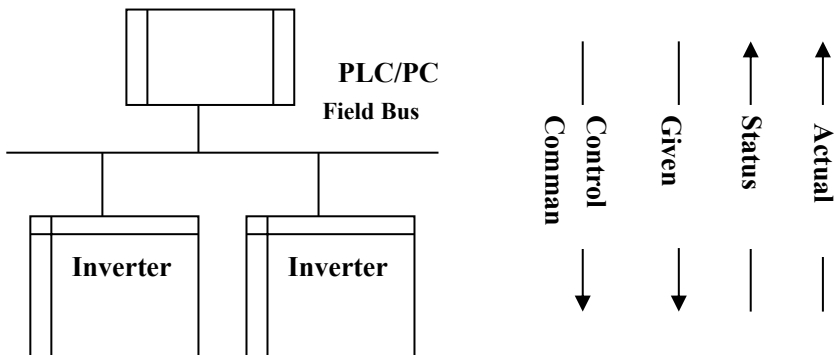 PLC/PC
Field Bus
Inverter
Inverter
Control
Comman
Given
Status
Actual